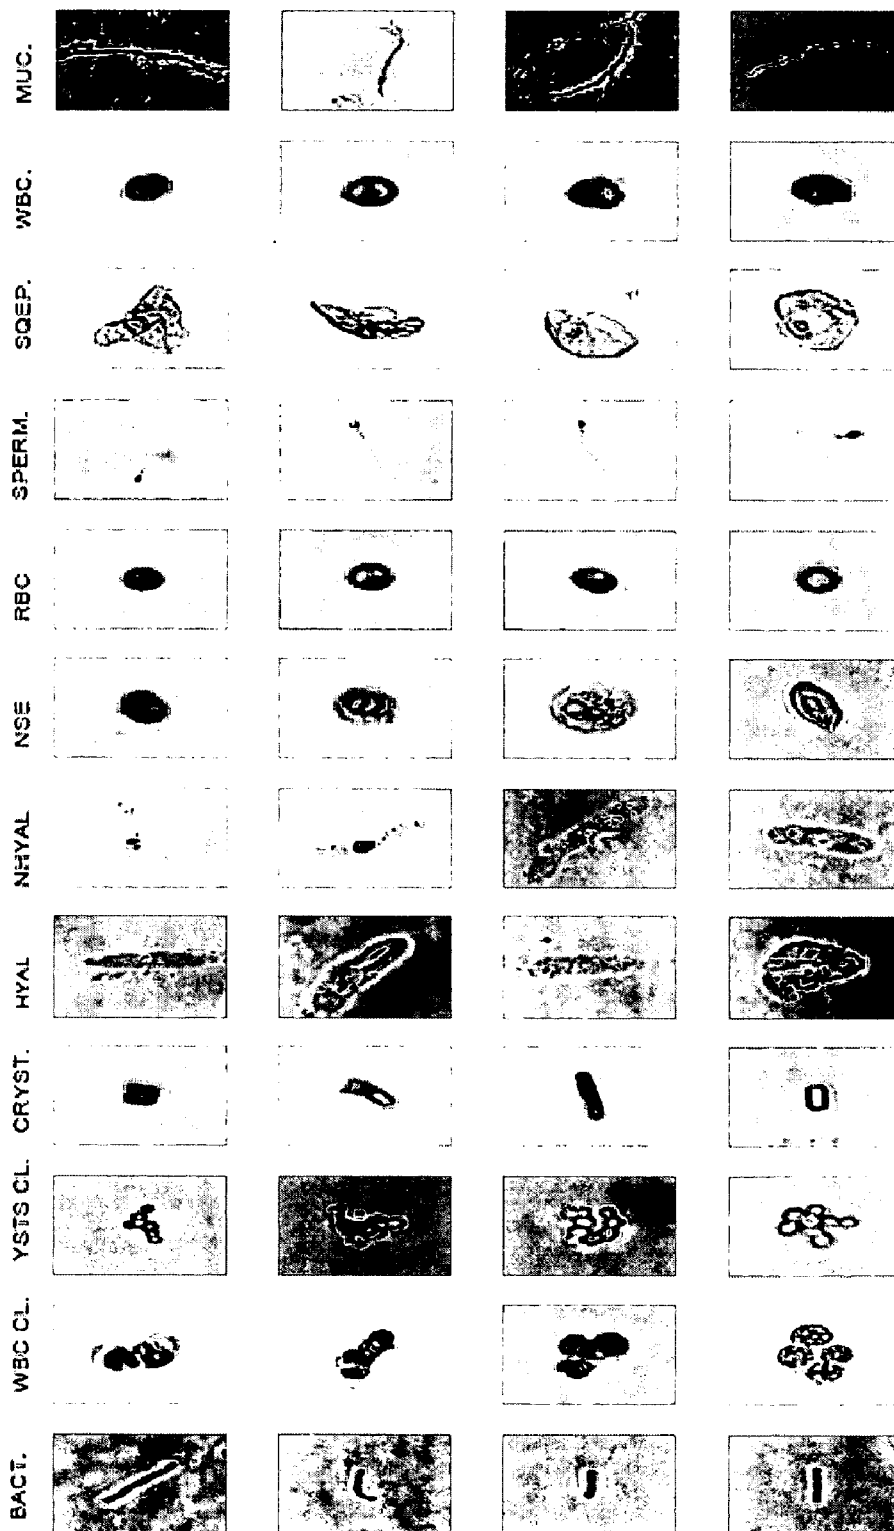 MUC.
WBC.
SQEP.
SPERM.
RBC
NSE
NHYAL
HYAL
CRYST.
YSTS CL.
WBC CL.
BACT.